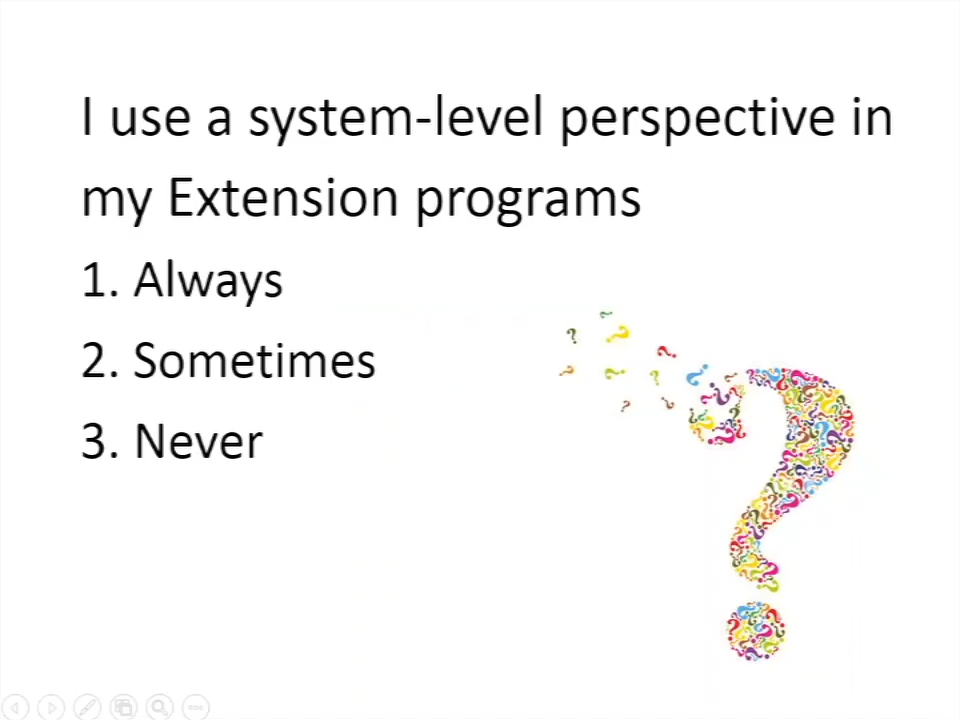 I use a system-level perspective in
my Extension programs
1. Always
2. Sometimes
3. Never